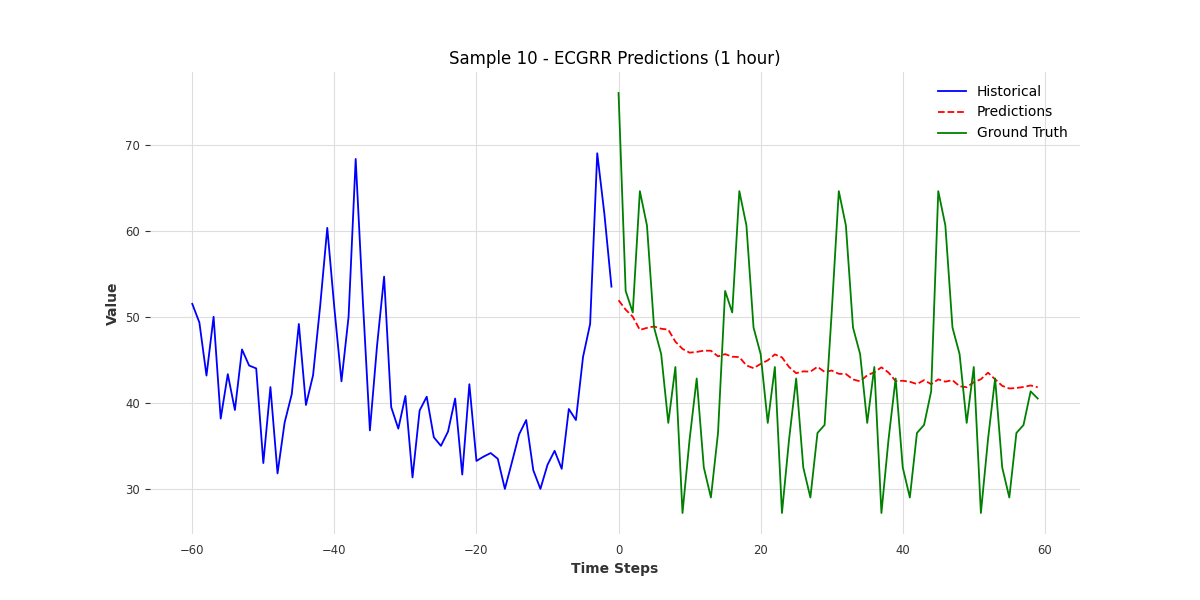 Sample 10 - ECGRR Predictions (1 hour)
Historical
Predictions
Ground Truth
70
60
50
40
30
Value
−60
−40
−20
0
20
40
60
Time Steps